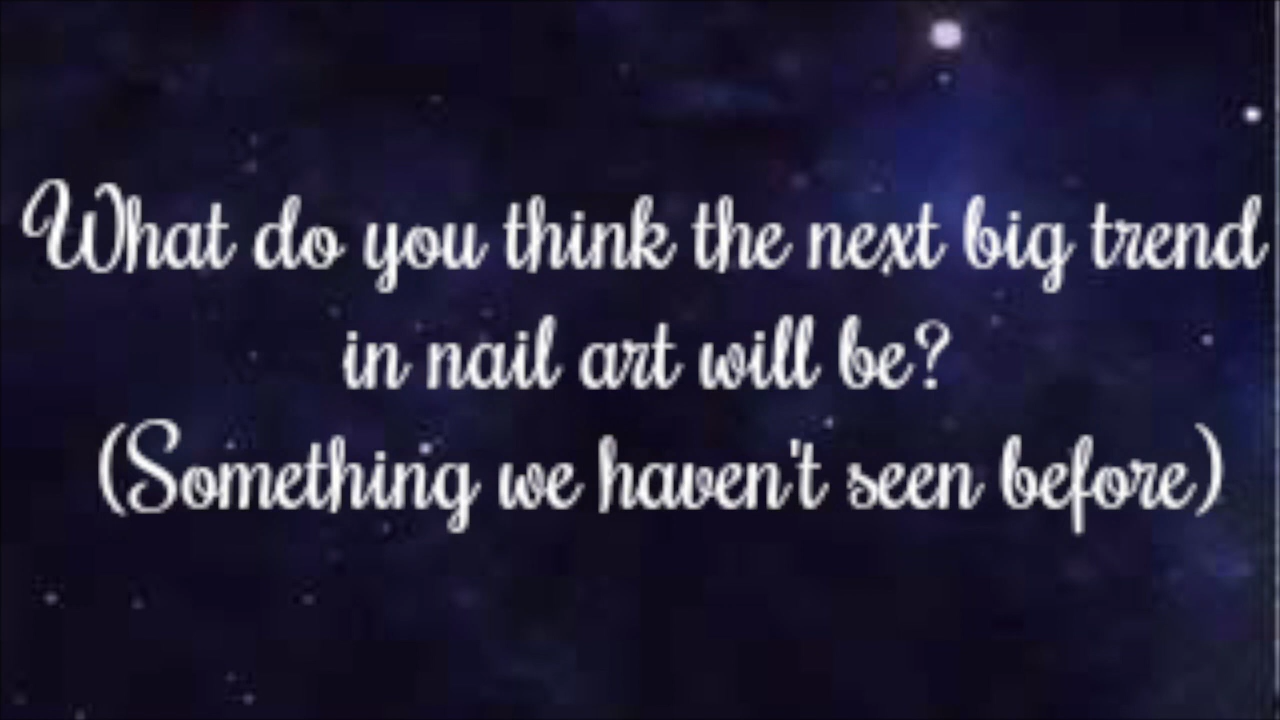 What do you think the next big trend
in nail art will be?
(Something we haven't seen before)